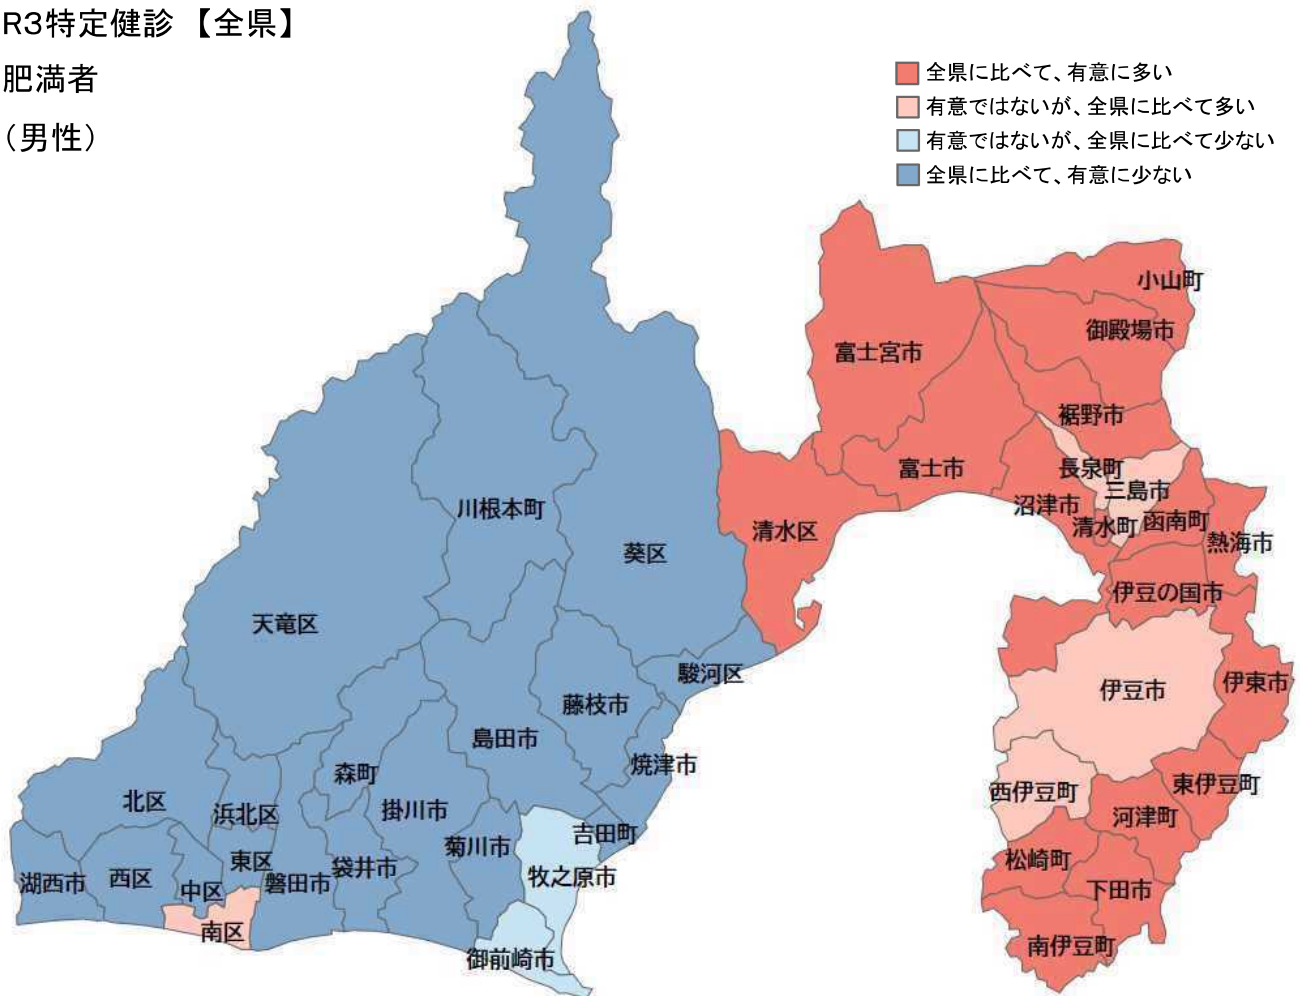 R3特定健診 【全県】
肥満者
（男性）
全県に比べて、有意に多い
有意ではないが、全県に比べて多い
有意ではないが、全県に比べて少ない
全県に比べて、有意に少ない
小山町
御殿場市
富士宮市
裾野市
富士市
長泉町
三島市
沼津市
清水町
函南町
熱海市
川根本町
清水区
葵区
伊豆の国市
天竜区
駿河区
伊豆市
伊東市
藤枝市
島田市
焼津市
森町
東伊豆町
西伊豆町
北区
浜北区
掛川市
河津町
吉田町
菊川市
東区
松崎町
袋井市
湖西市
西区
中区
磐田市
牧之原市
下田市
南区
御前崎市
南伊豆町